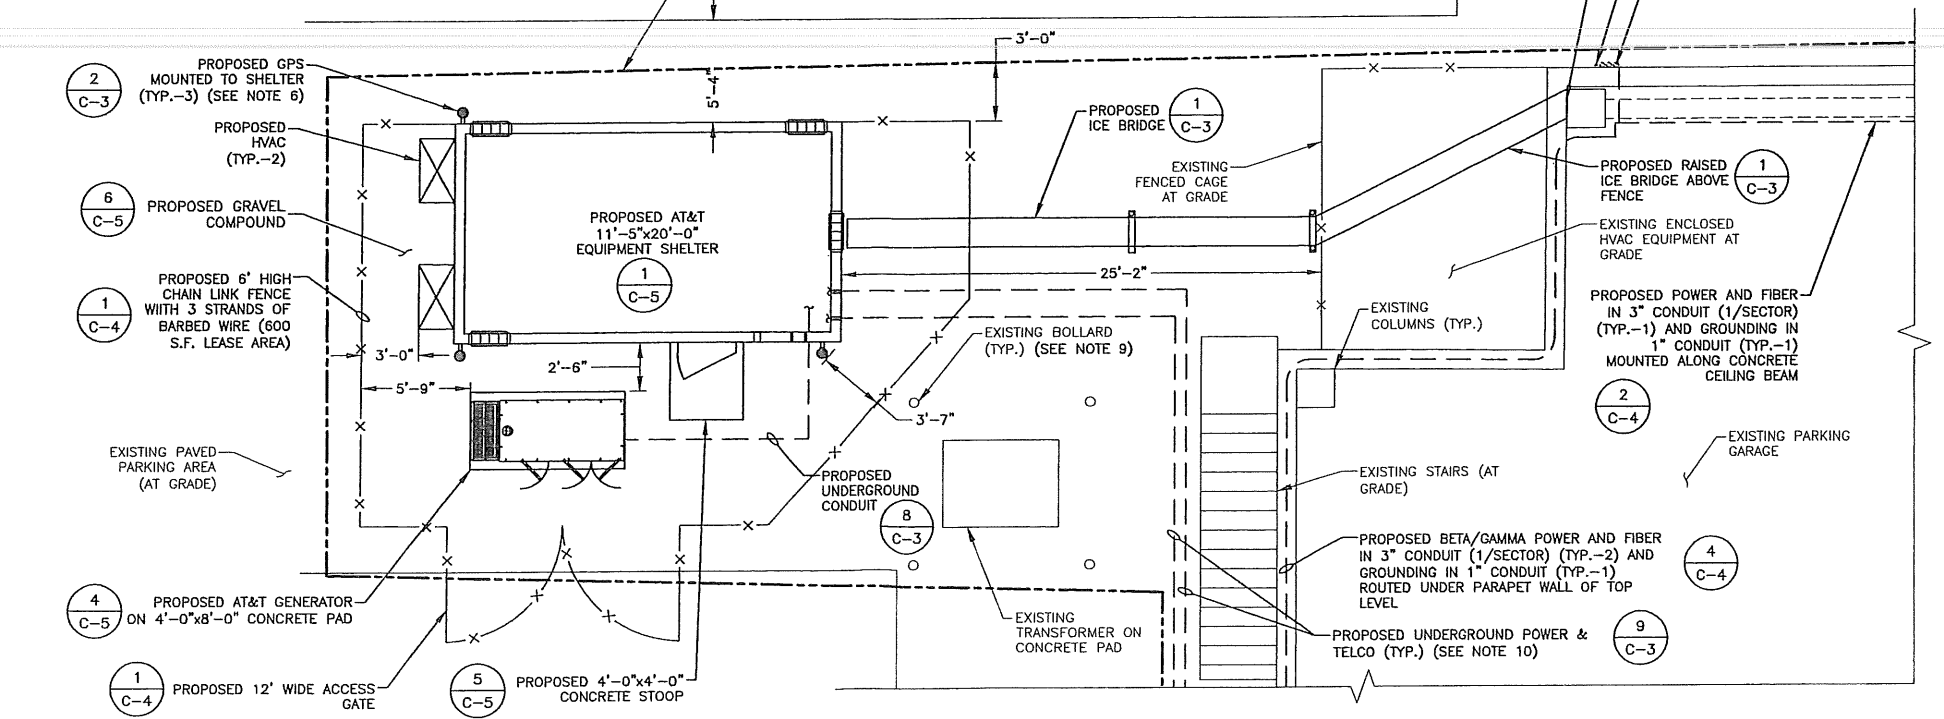 3'-0"
5'-4"
2
C-3
PROPOSED GPS
MOUNTED TO SHELTER
(TYP.-3) (SEE NOTE 6)
PROPOSED
HVAC
(TYP.-2)
6
C-5
PROPOSED GRAVEL
COMPOUND
1
C-4
PROPOSED 6' HIGH
CHAIN LINK FENCE
WIITH 3 STRANDS OF
BARBED WIRE (600
S.F. LEASE AREA)
3'-0"
5'-9"
2'-6"
PROPOSED AT&T
11'-5"x20'-0"
EQUIPMENT SHELTER
1
C-5
PROPOSED
ICE BRIDGE
1
C-3
EXISTING
FENCED CAGE
AT GRADE
25'-2"
PROPOSED RAISED
ICE BRIDGE ABOVE
FENCE
1
C-3
EXISTING ENCLOSED
HVAC EQUIPMENT AT
GRADE
EXISTING
COLUMNS (TYP.)
EXISTING BOLLARD
(TYP.) (SEE NOTE 9)
3'-7"
PROPOSED POWER AND FIBER
IN 3" CONDUIT (1/SECTOR)
(TYP.-1) AND GROUNDING IN
1" CONDUIT (TYP.-1)
MOUNTED ALONG CONCRETE
CEILING BEAM
2
C-4
EXISTING PAVED
PARKING AREA
(AT GRADE)
PROPOSED
UNDERGROUND
CONDUIT
8
C-3
EXISTING STAIRS (AT
GRADE)
EXISTING PARKING
GARAGE
PROPOSED BETA/GAMMA POWER AND FIBER
IN 3" CONDUIT (1/SECTOR) (TYP.-2) AND
GROUNDING IN 1" CONDUIT (TYP.-1)
ROUTED UNDER PARAPET WALL OF TOP
LEVEL
4
C-4
4
C-5
PROPOSED AT&T GENERATOR
ON 4'-0"x8'-0" CONCRETE PAD
EXISTING
TRANSFORMER ON
CONCRETE PAD
PROPOSED UNDERGROUND POWER &
TELCO (TYP.) (SEE NOTE 10)
9
C-3
1
C-4
PROPOSED 12' WIDE ACCESS
GATE
5
C-5
PROPOSED 4'-0"x4'-0"
CONCRETE STOOP